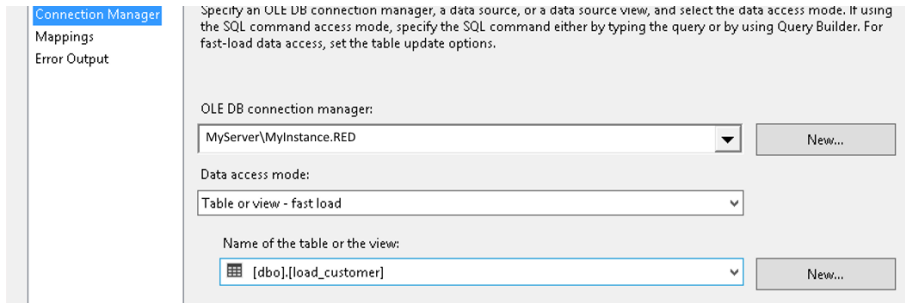 Connection Manager
Mappings
Error Output
Specify an OLE DB connection manager, a data source, or a data source view, and select the data access mode. If using
the SQL command access mode, specify the SQL command either by typing the query or by using Query Builder. For
fast-load data access, set the table update options.
OLE DB connection manager:
MyServer\MyInstance.RED
New...
Data access mode:
Table or view - fast load
Name of the table or the view:
[dbo].[load_customer]
New...